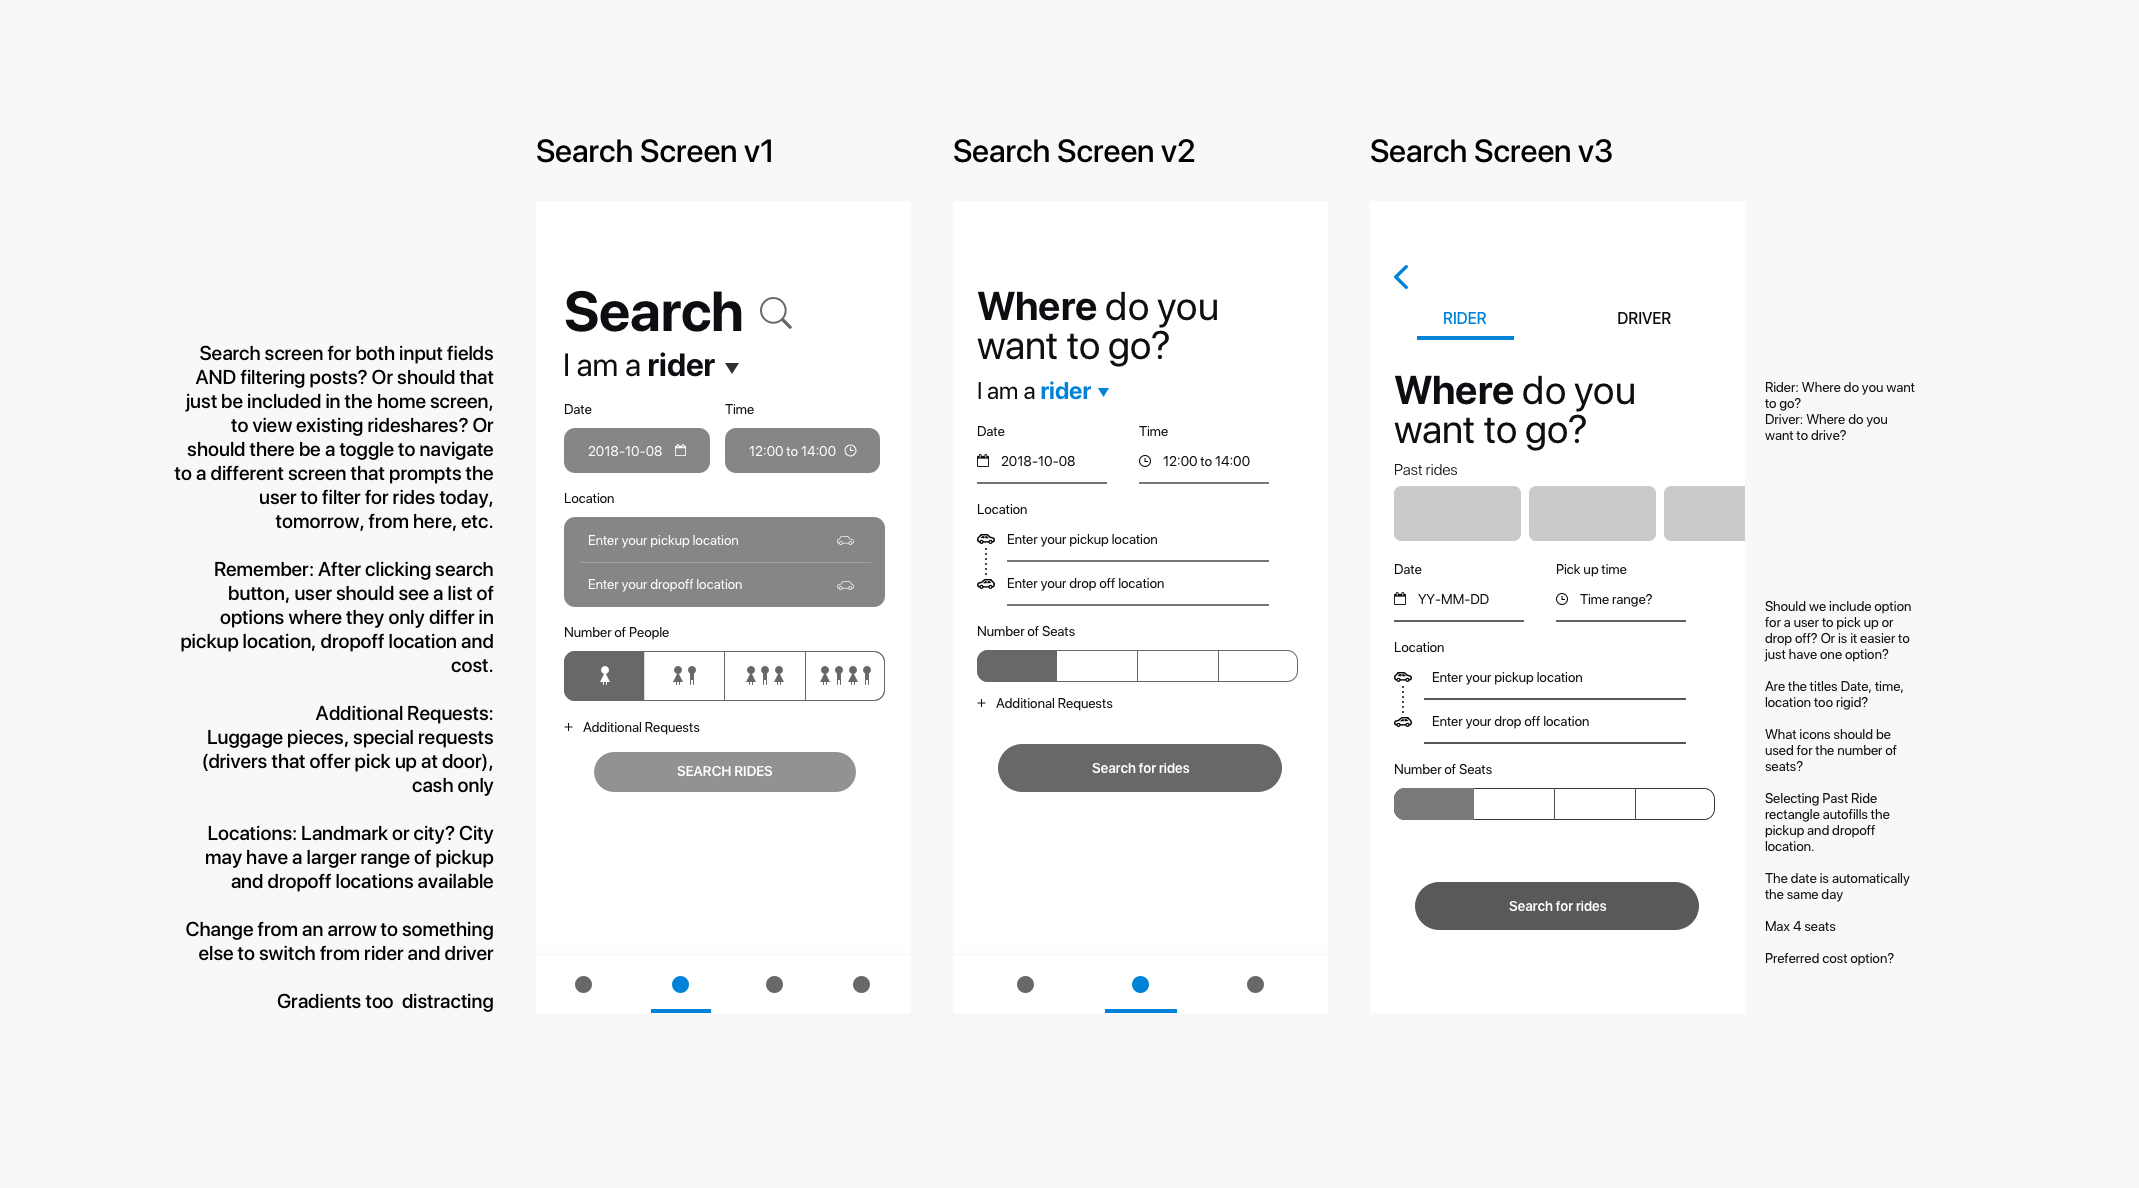 Search Screen v1
Search Screen v2
Search Screen v3
Search screen for both input fields
AND filtering posts? Or should that
just be included in the home screen,
to view existing rideshares? Or
should there be a toggle to navigate
to a different screen that prompts the
user to filter for rides today,
tomorrow, from here, etc.
Remember: After clicking search
button, user should see a list of
options where they only differ in
pickup location, dropoff location and
cost.
Additional Requests:
Luggage pieces, special requests
(drivers that offer pick up at door),
cash only
Locations: Landmark or city? City
may have a larger range of pickup
and dropoff locations available
Change from an arrow to something
else to switch from rider and driver
Gradients too  distracting
Search
I am a rider
Date
Time
2018-10-08
12:00 to 14:00
Location
Enter your pickup location
Enter your dropoff location
Number of People
+ Additional Requests
SEARCH RIDES
Where do you
want to go?
I am a rider
Date
Time
2018-10-08
12:00 to 14:00
Location
Enter your pickup location
Enter your drop off location
Number of Seats
+ Additional Requests
Search for rides
RIDER
DRIVER
Where do you
want to go?
Past rides
Date
Pick up time
YY-MM-DD
Time range?
Location
Enter your pickup location
Enter your drop off location
Number of Seats
Search for rides
Rider: Where do you want
to go?
Driver: Where do you
want to drive?
Should we include option
for a user to pick up or
drop off? Or is it easier to
just have one option?
Are the titles Date, time,
location too rigid?
What icons should be
used for the number of
seats?
Selecting Past Ride
rectangle autofills the
pickup and dropoff
location.
The date is automatically
the same day
Max 4 seats
Preferred cost option?